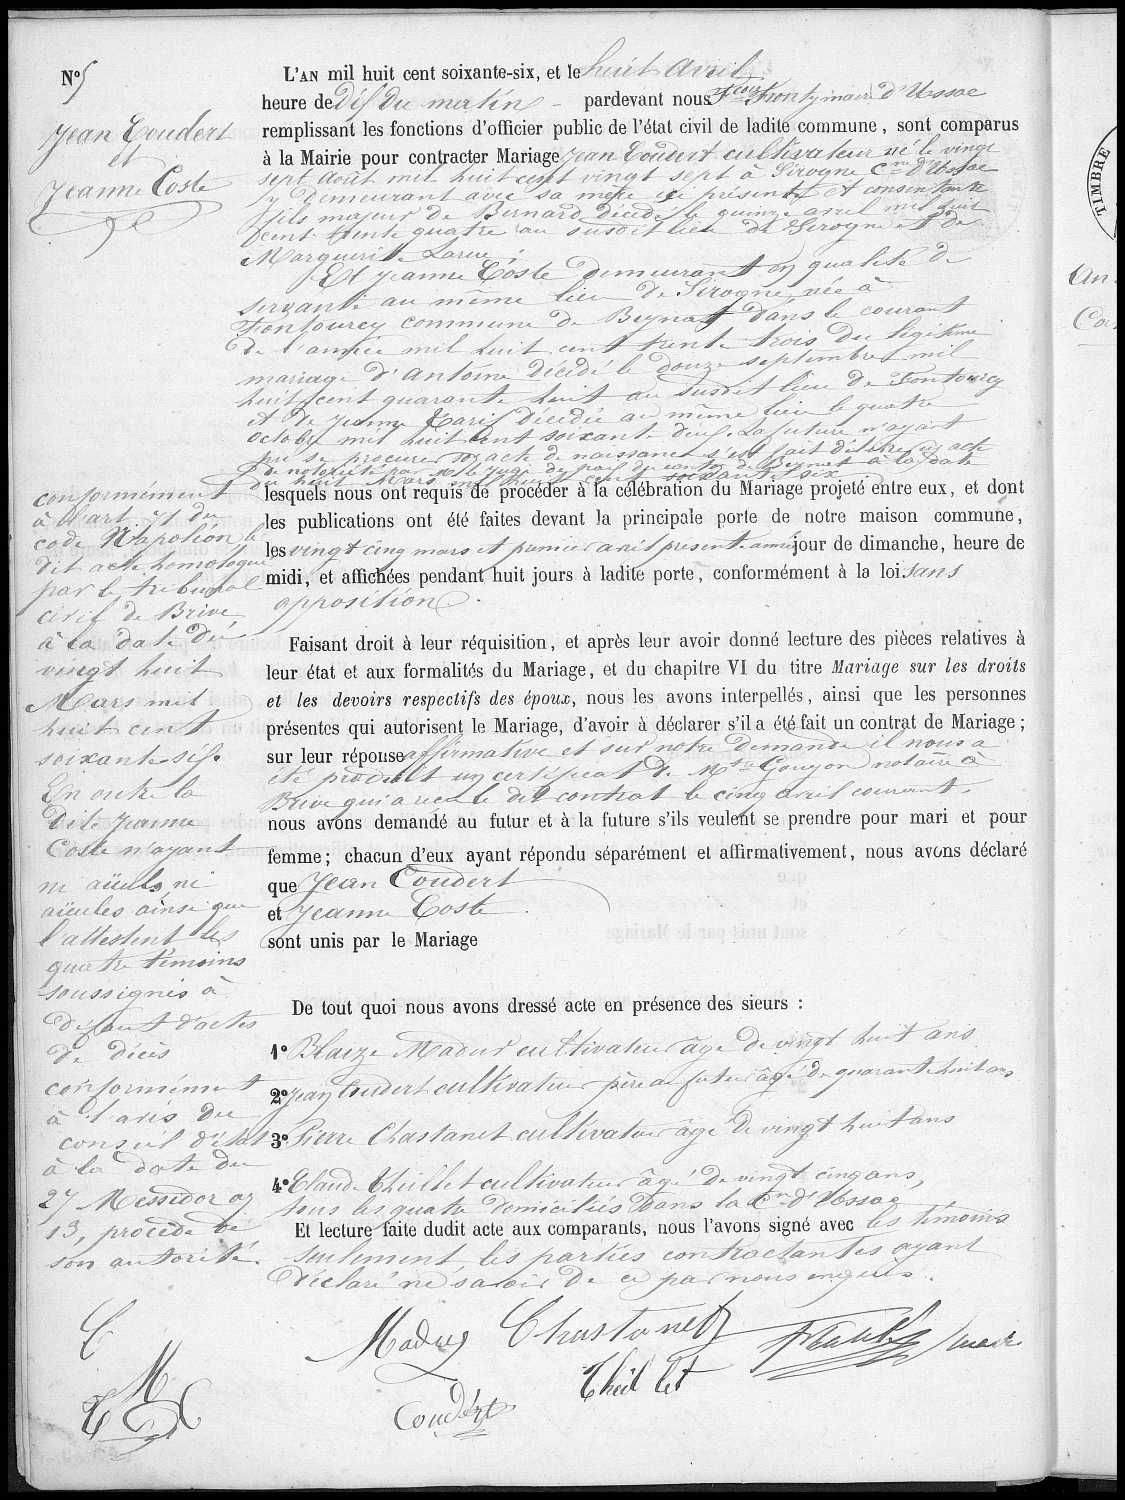 N° 5
Jean Coudert
et
Jeanne Coste
L'AN mil huit cent soixante-six, et le huit avril
heure de dix du matin - pardevant nous maire d'Ussac
remplissant les fonctions d'officier public de l'état civil de ladite commune, sont comparus
à la Mairie pour contracter Mariage Jean Coudert cultivateur né le vingt
sept août mil huit cent vingt sept à Sirogne Cne d'Ussac
y demeurant avec sa mère ici présente et consentante
fils majeur de Bernard décédé le quinze avril mil huit
cent trente quatre au susdit lieu de Sirogne et de
Marguerite Larue.
Et Jeanne Coste demeurant en qualité de
servante au même lieu de Sirogne, née à
Fontourcy commune de Beynat dans le courant
de l'année mil huit cent trente trois du légitime
mariage d'Antoine décédé le douze septembre mil
huit cent quarante huit au susdit lieu de Fontourcy
et de Jeanne décédée au même lieu le quatre
octobre mil huit cent soixante deux. La future n'ayant
pu se procurer son acte de naissance s'est fait délivrer un acte
de notoriété par Mr le Juge de paix du canton de Beynat à la date
du huit Mars mil huit cent soixante six
lesquels nous ont requis de procéder à la célébration du Mariage projeté entre eux, et dont
les publications ont été faites devant la principale porte de notre maison commune,
les vingt cinq mars et premier avril présent année jour de dimanche, heure de
midi, et affichées pendant huit jours à ladite porte, conformément à la loi sans
opposition.
Faisant droit à leur réquisition, et après leur avoir donné lecture des pièces relatives à
leur état et aux formalités du Mariage, et du chapitre VI du titre Mariage sur les droits
et les devoirs respectifs des époux, nous les avons interpellés, ainsi que les personnes
présentes qui autorisent le Mariage, d'avoir à déclarer s'il a été fait un contrat de Mariage ;
sur leur réponse affirmative et sur notre demande il nous a
été produit un certificat de Mtre Goujon notaire à
Brive qui a reçu le dit contrat le cinq avril courant,
nous avons demandé au futur et à la future s'ils veulent se prendre pour mari et pour
femme ; chacun d'eux ayant répondu séparément et affirmativement, nous avons déclaré
que Jean Coudert
et Jeanne Coste
sont unis par le Mariage
De tout quoi nous avons dressé acte en présence des sieurs :
1° Blaize Madur cultivateur âgé de vingt huit ans
2° Jean Coudert cultivateur frère au futur âgé de quarante huit ans
3° Pierre Chastanet cultivateur âgé de vingt huit ans
4° Claude Theillet cultivateur âgé de vingt cinq ans,
tous les quatre domiciliés dans la Cne d'Ussac
Et lecture faite dudit acte aux comparants, nous l'avons signé avec les témoins
seulement, les parties contractantes ayant
déclaré ne savoir de ce par nous enquis.
conformément
à l'art 71 du
code Napoléon le
dit acte homologué
par le tribunal
civil de Brive
à la date du
vingt huit
Mars mil
huit cent
soixante six.
En outre la
dite Jeanne
Coste n'ayant
ni aïeuls ni
aïeules ainsi que
l'attestent les
quatre témoins
soussignés à
défaut d'actes
de décès
conformément
à l'avis du
conseil d'état
à la date du
27 Messidor an
13, procède de
son autorité.
Madur Chastanet maire
Coudert Theillet
C
M
T C
TIMBRE